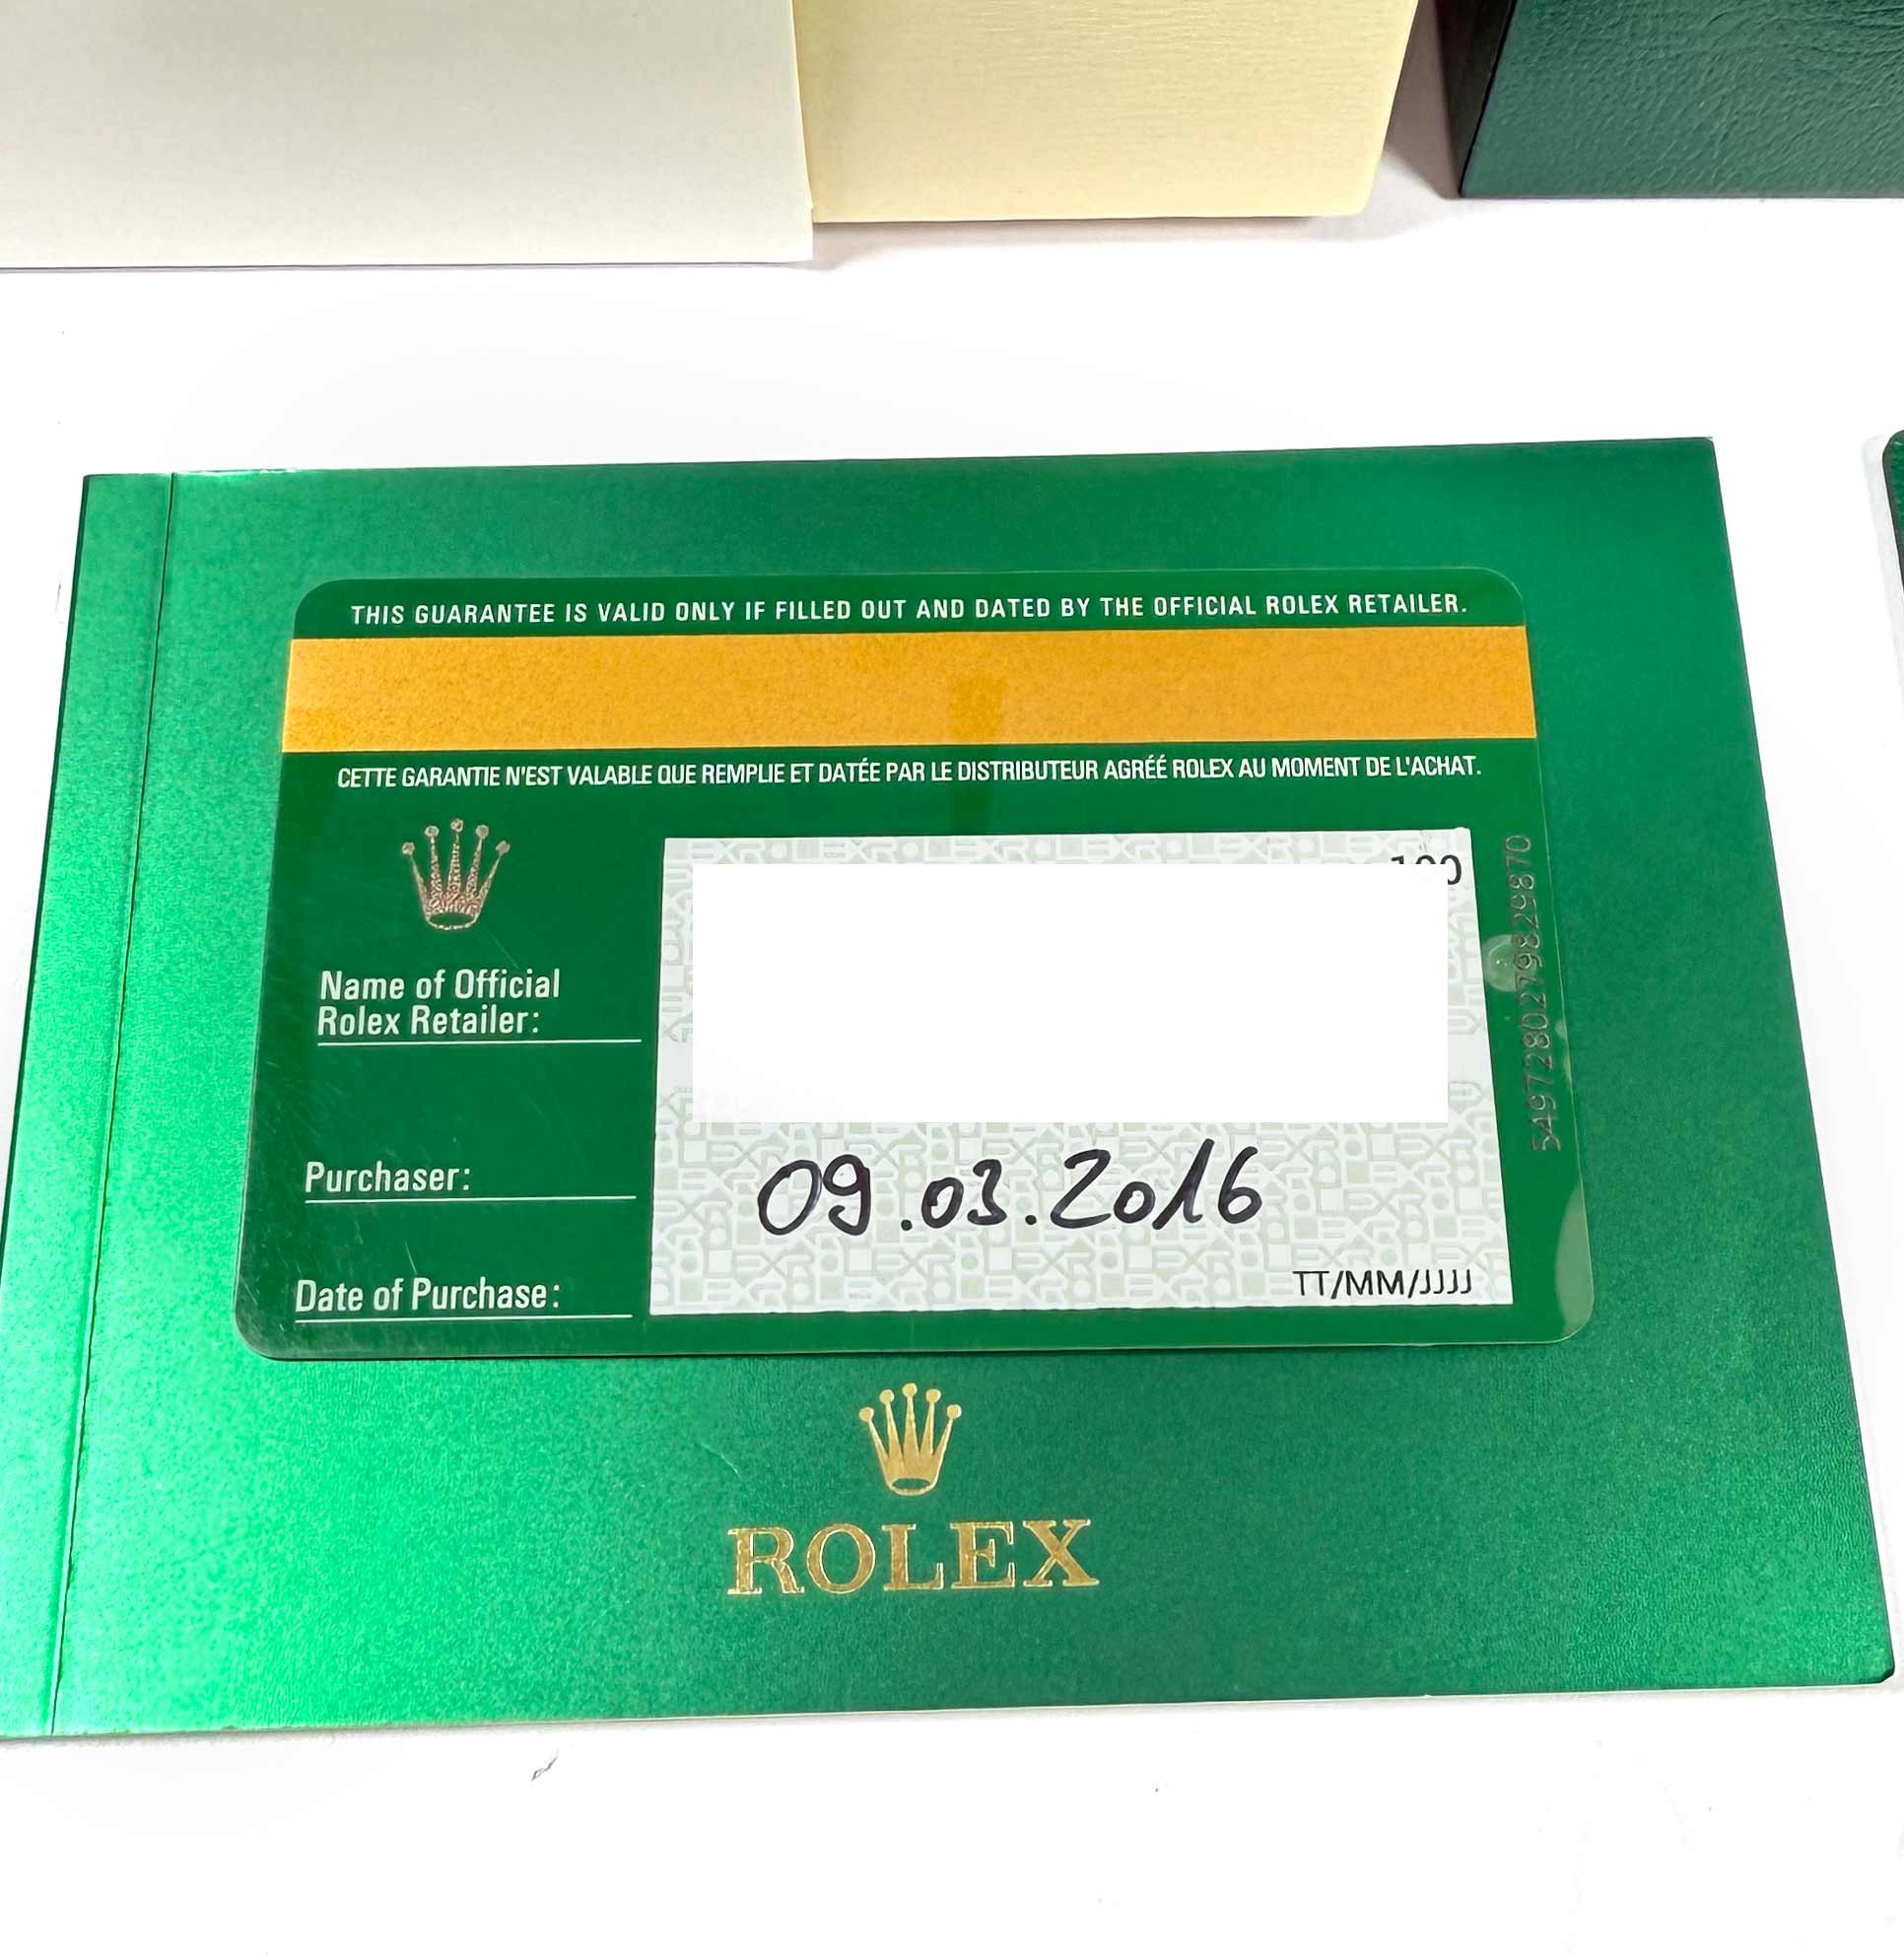 THIS GUARANTEE IS VALID ONLY IF FILLED OUT AND DATED BY THE OFFICIAL ROLEX RETAILER.
CETTE GARANTIE N'EST VALABLE QUE REMPLIE ET DATÉE PAR LE DISTRIBUTEUR AGRÉÉ ROLEX AU MOMENT DE L'ACHAT.
Name of Official
Rolex Retailer:
Purchaser:
09.03.2016
Date of Purchase:
TT/MM/JJJJ
5497280279829870
ROLEX